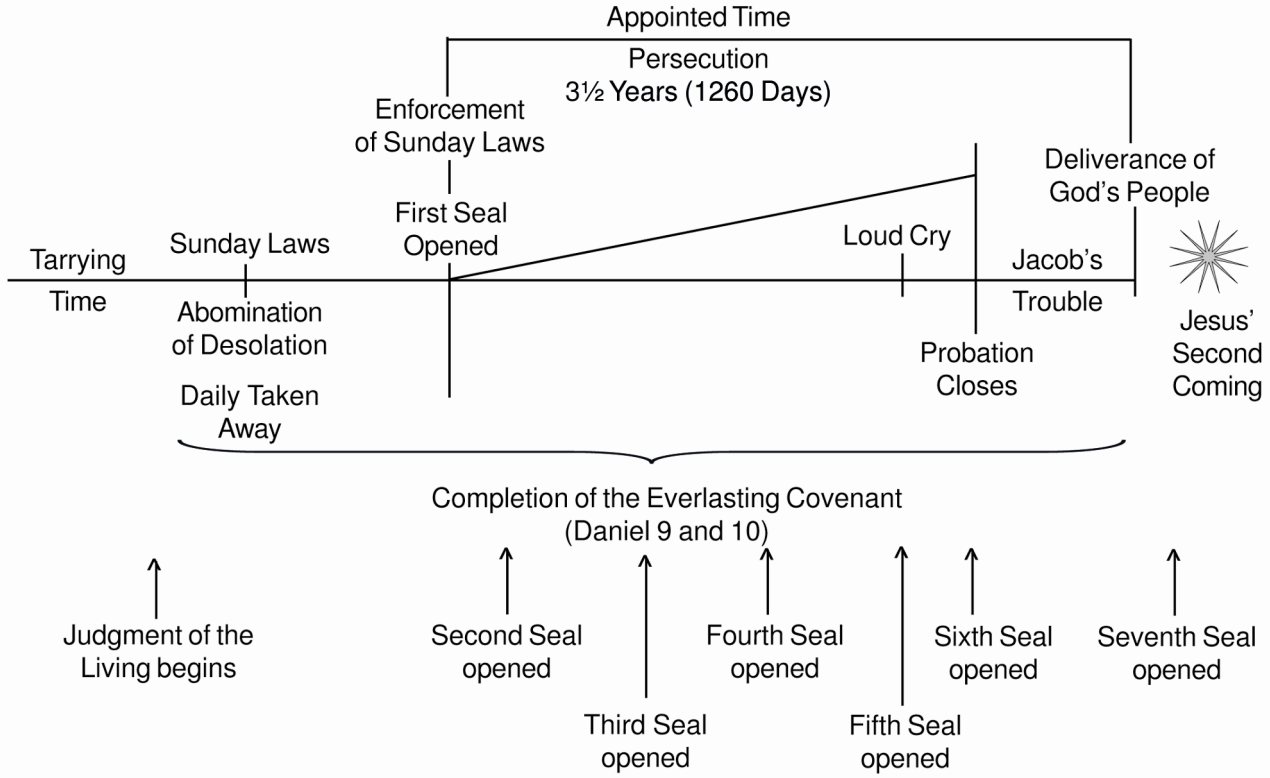 Appointed Time
Persecution
3½ Years (1260 Days)
Enforcement
of Sunday Laws
First Seal
Opened
Sunday Laws
Tarrying
Time
Abomination
of Desolation
Daily Taken
Away
Loud Cry
Probation
Closes
Jacob's
Trouble
Deliverance of
God's People
Jesus'
Second
Coming
Completion of the Everlasting Covenant
(Daniel 9 and 10)
Judgment of the
Living begins
Second Seal
opened
Third Seal
opened
Fourth Seal
opened
Fifth Seal
opened
Sixth Seal
opened
Seventh Seal
opened